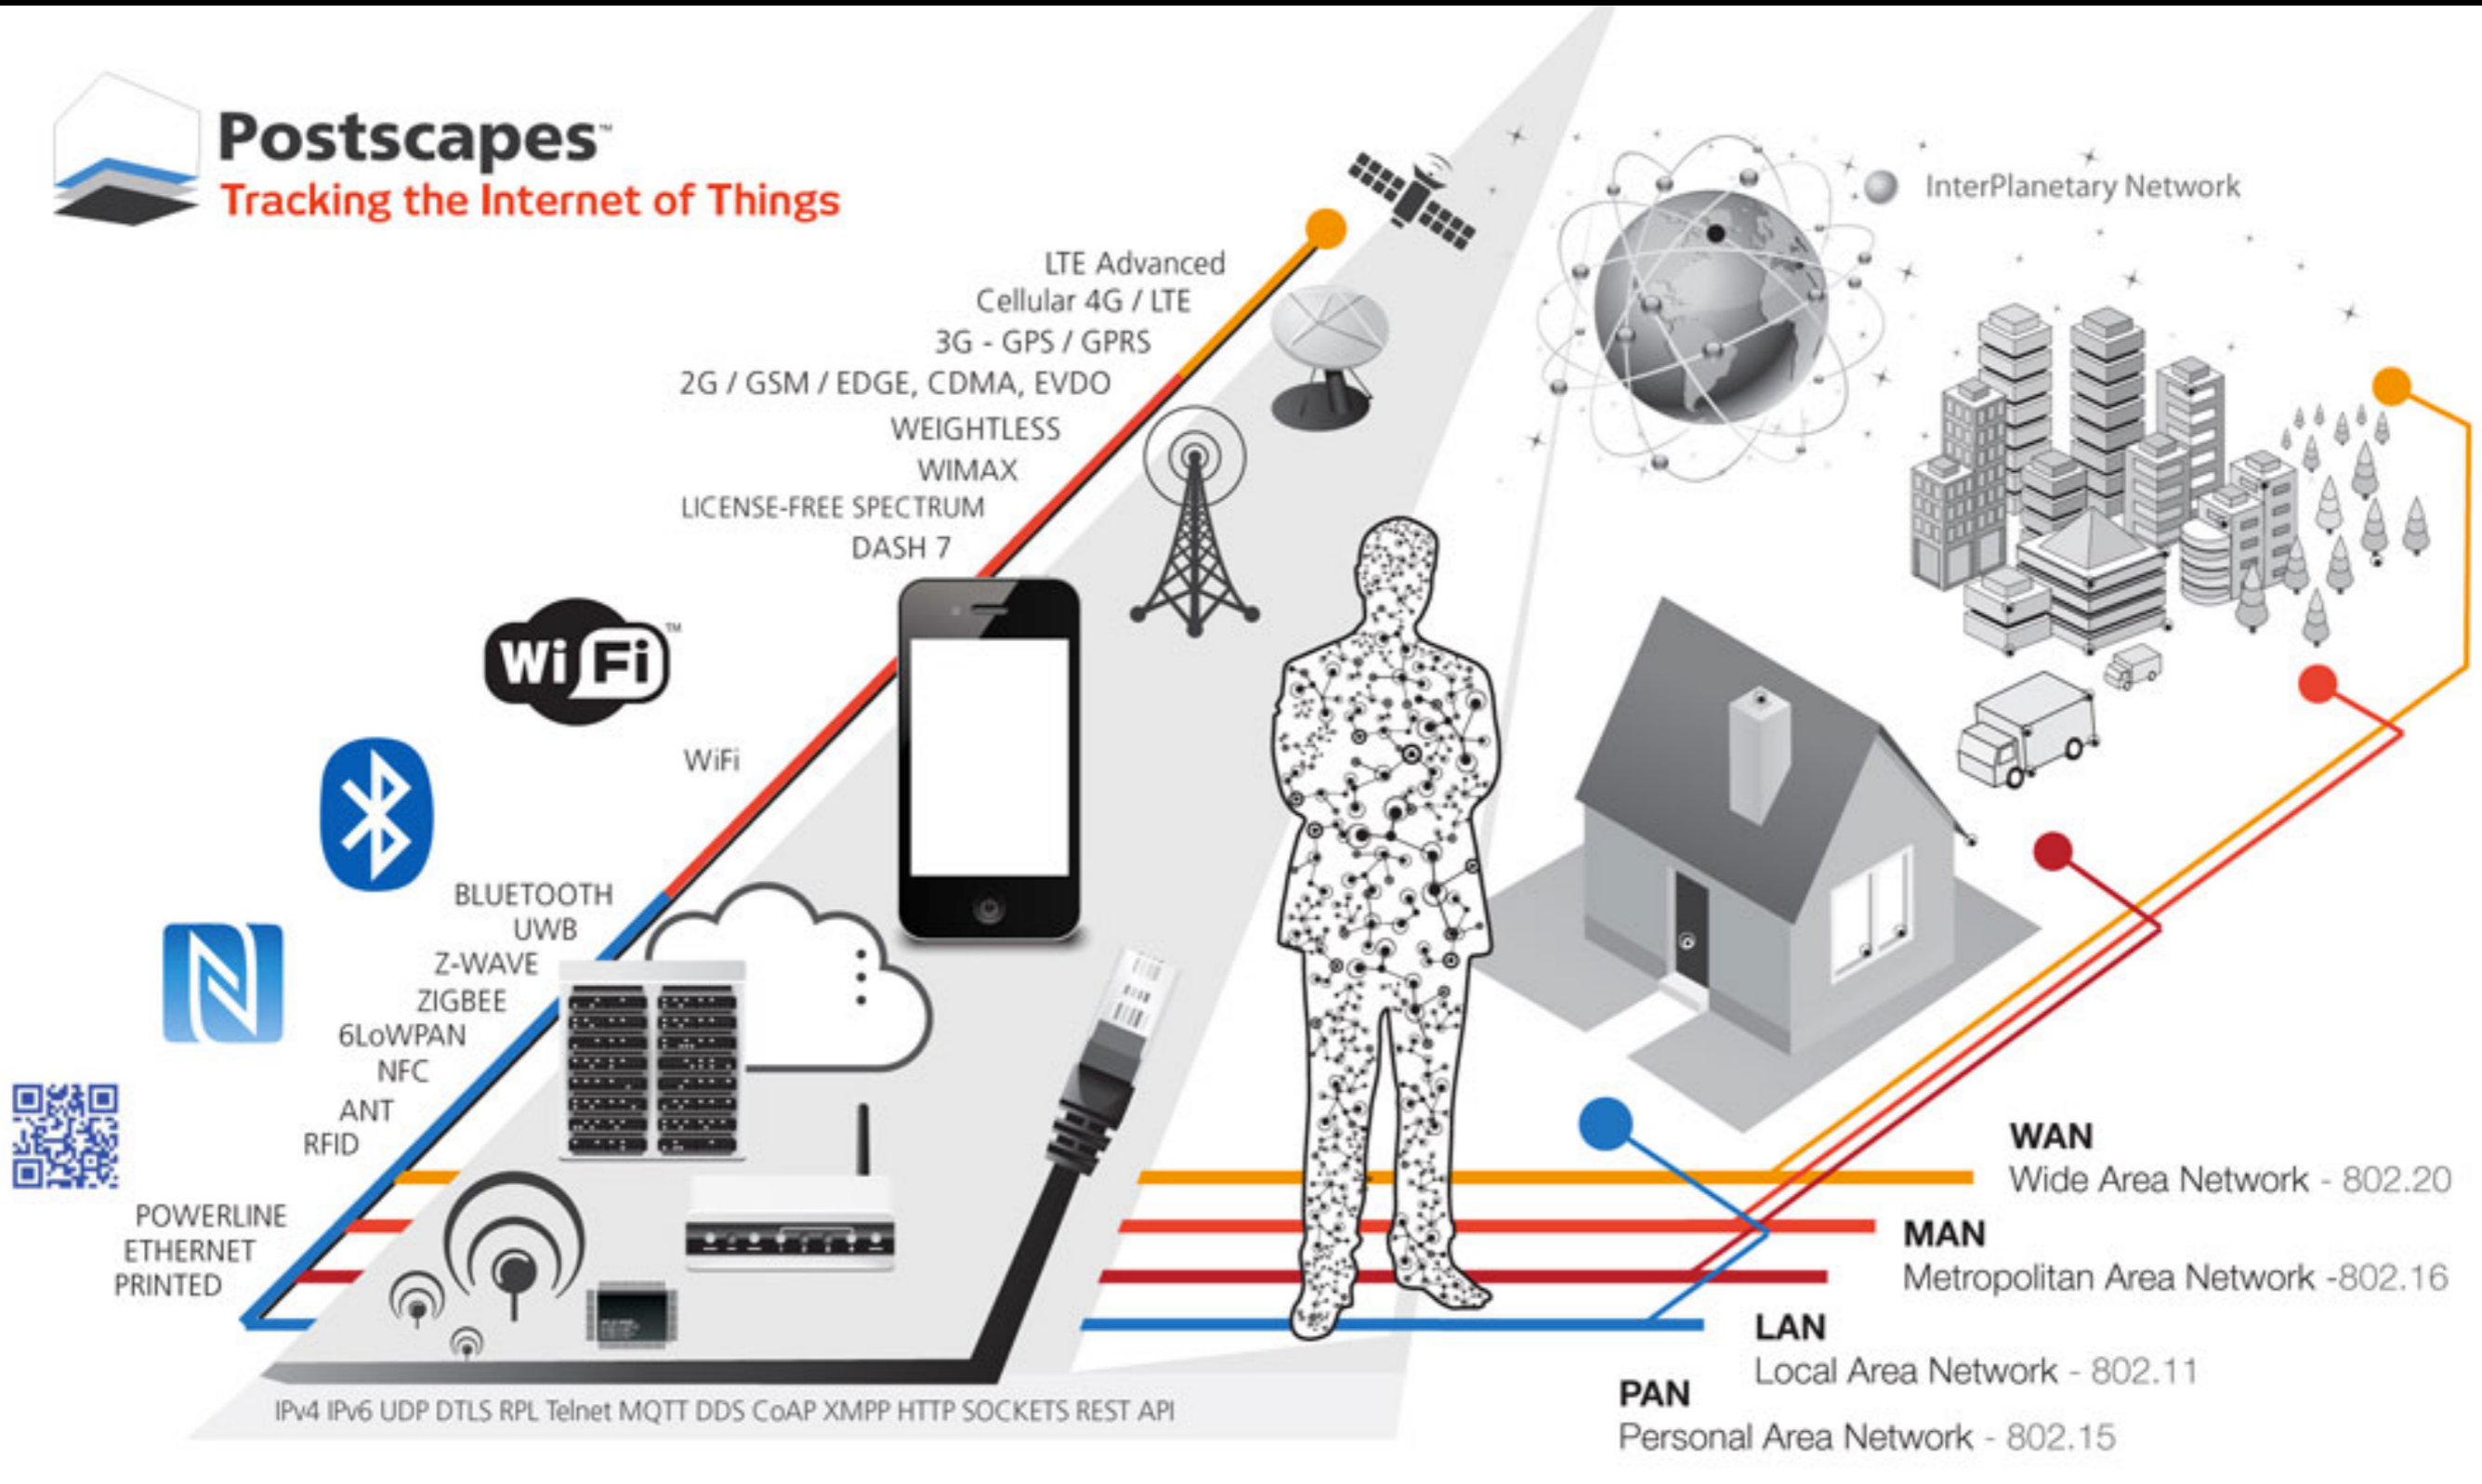 Postscapes™
Tracking the Internet of Things
InterPlanetary Network
LTE Advanced
Cellular 4G / LTE
3G - GPS / GPRS
2G / GSM / EDGE, CDMA, EVDO
WEIGHTLESS
WIMAX
LICENSE-FREE SPECTRUM
DASH 7
Wi Fi™
WiFi
BLUETOOTH
UWB
Z-WAVE
ZIGBEE
6LoWPAN
NFC
ANT
RFID
POWERLINE
ETHERNET
PRINTED
WAN
Wide Area Network - 802.20
MAN
Metropolitan Area Network -802.16
LAN
Local Area Network - 802.11
PAN
Personal Area Network - 802.15
IPv4 IPv6 UDP DTLS RPL Telnet MQTT DDS CoAP XMPP HTTP SOCKETS REST API